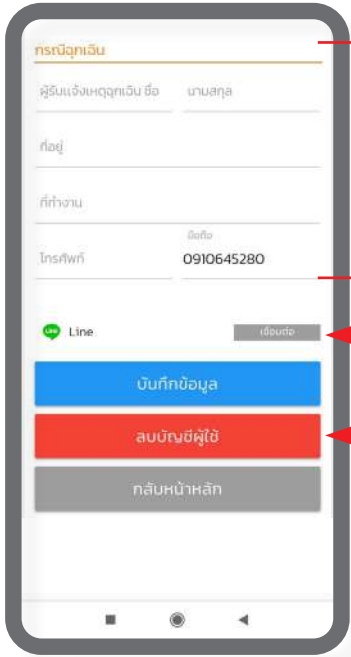 กรณีฉุกเฉิน
ผู้รับแจ้งเหตุฉุกเฉิน ชื่อ นามสกุล
ที่อยู่
ที่ทำงาน
มือถือ
โทรศัพท์ 0910645280
Line เชื่อมต่อ
บันทึกข้อมูล
ลบบัญชีผู้ใช้
กลับหน้าหลัก